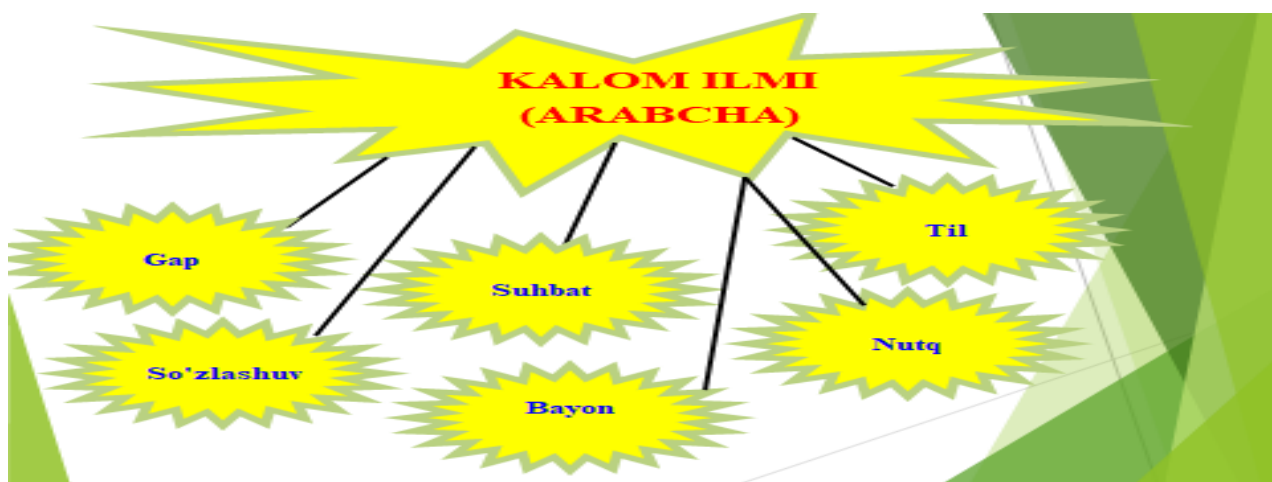 KALOM ILMI
(ARABCHA)
Gap
So'zlashuv
Suhbat
Bayon
Nutq
Til